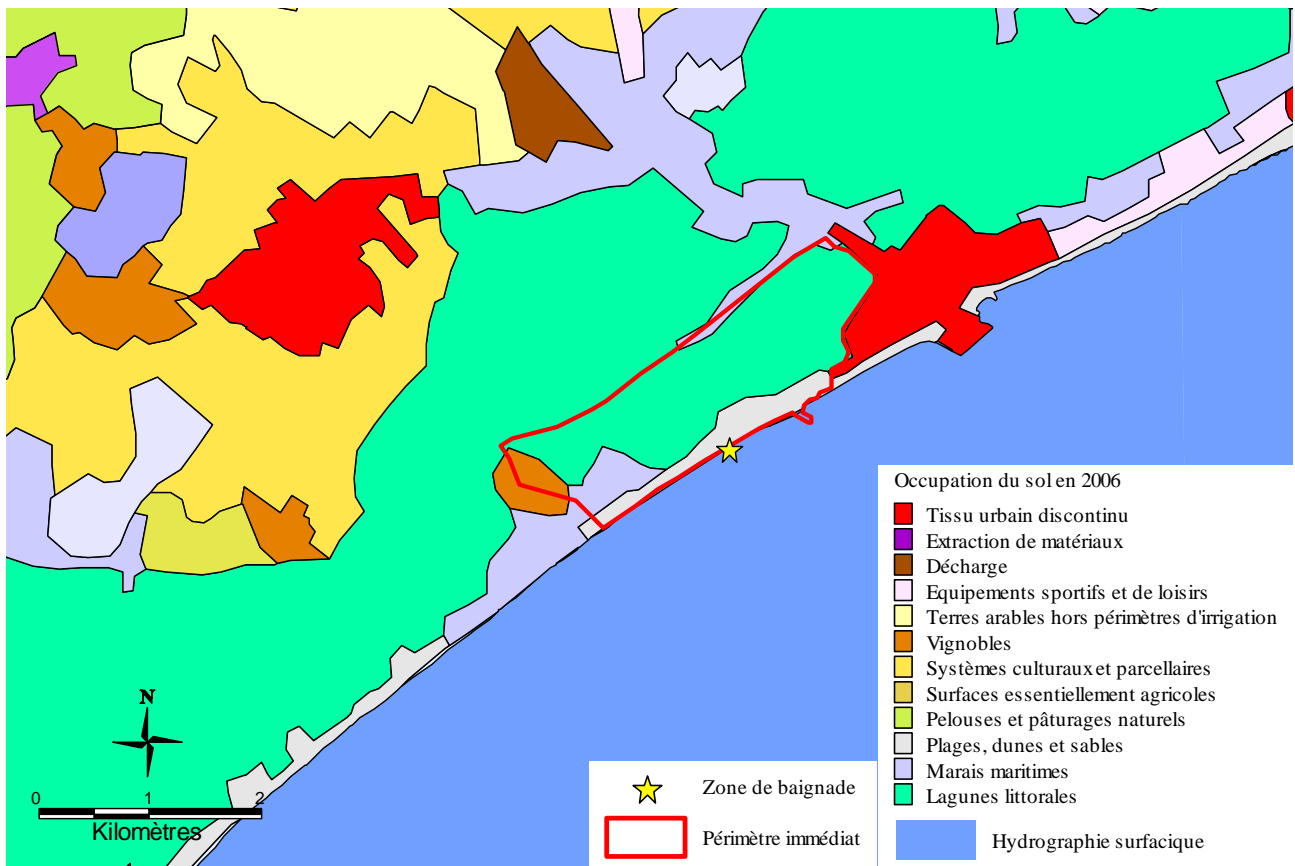 Occupation du sol en 2006
Tissu urbain discontinu
Extraction de matériaux
Décharge
Equipements sportifs et de loisirs
Terres arables hors périmètres d'irrigation
Vignobles
Systèmes culturaux et parcellaires
Surfaces essentiellement agricoles
Pelouses et pâturages naturels
Plages, dunes et sables
Marais maritimes
Lagunes littorales
Hydrographie surfacique
Zone de baignade
Périmètre immédiat
N
0 1 2
Kilomètres